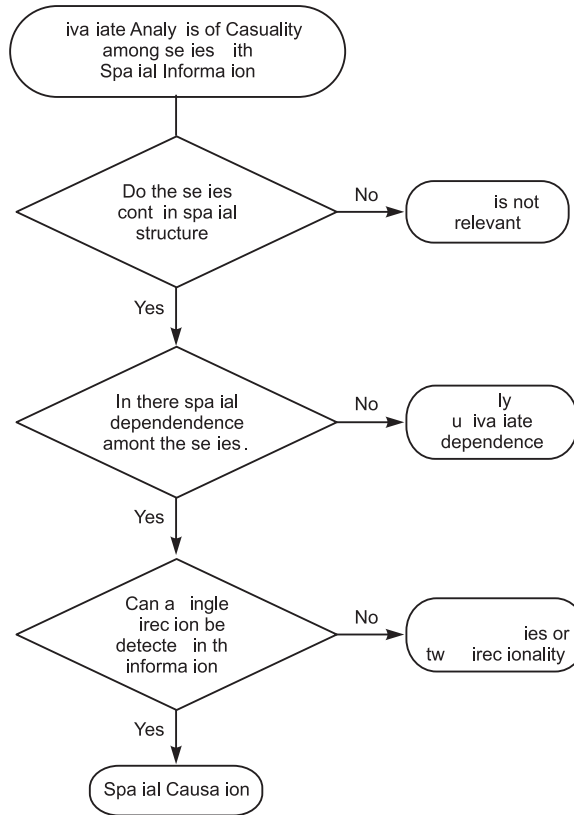 iva iate Analy is of Casuality
among se ies ith
Spa ial Informa ion
Do the se ies
cont in spa ial
structure
No
is not
relevant
Yes
In there spa ial
dependendence
amont the se ies.
No
ly
u iva iate
dependence
Yes
Can a ingle
irec ion be
detecte in th
informa ion
No
ies or
tw irec ionality
Yes
Spa ial Causa ion